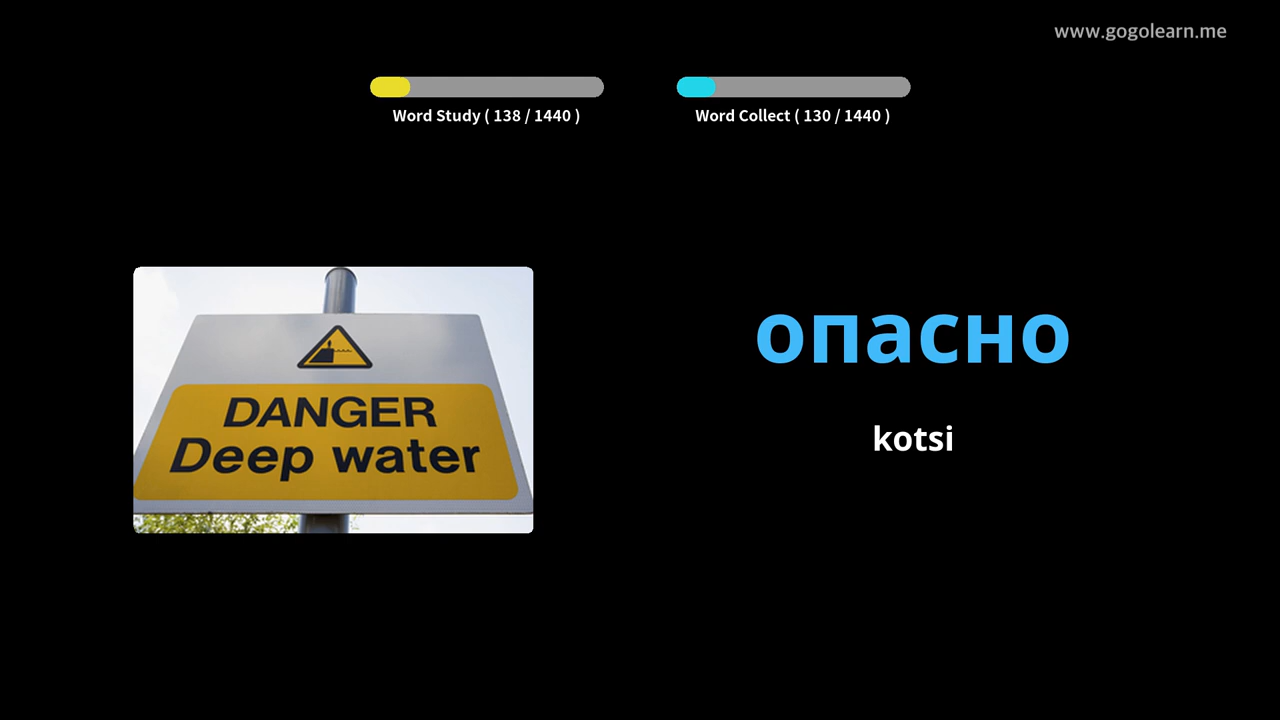 www.gogolearn.me
Word Study ( 138 / 1440 )
Word Collect ( 130 / 1440 )
DANGER
Deep water
опасно
kotsi